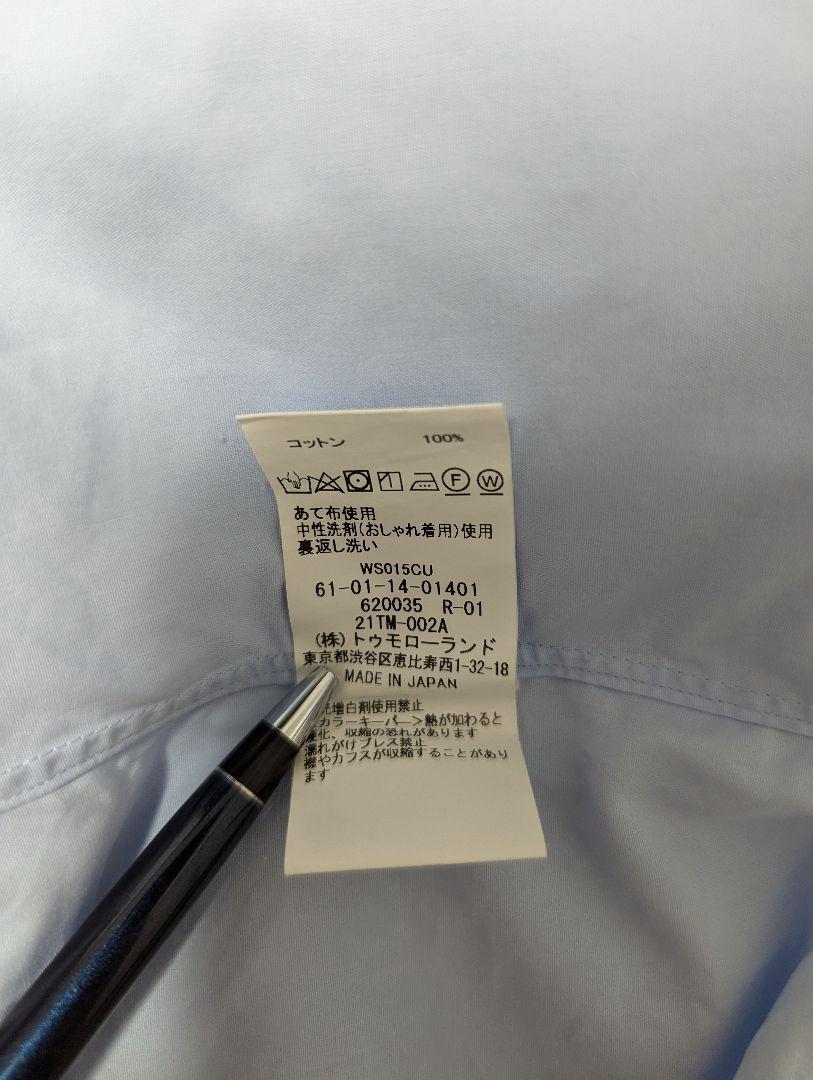 コットン 100%
F W
あて布使用
中性洗剤(おしゃれ着用)使用
裏返し洗い
WS015CU
61-01-14-01401
620035 R-01
21TM-002A
(株)トゥモローランド
東京都渋谷区恵比寿西1-32-18
MADE IN JAPAN
光増白剤使用禁止
カラーキーパー>熱が加わると
硬化、収縮の恐れがあります
濡れがけプレス禁止
襟やカフスが収縮することがあり
ます